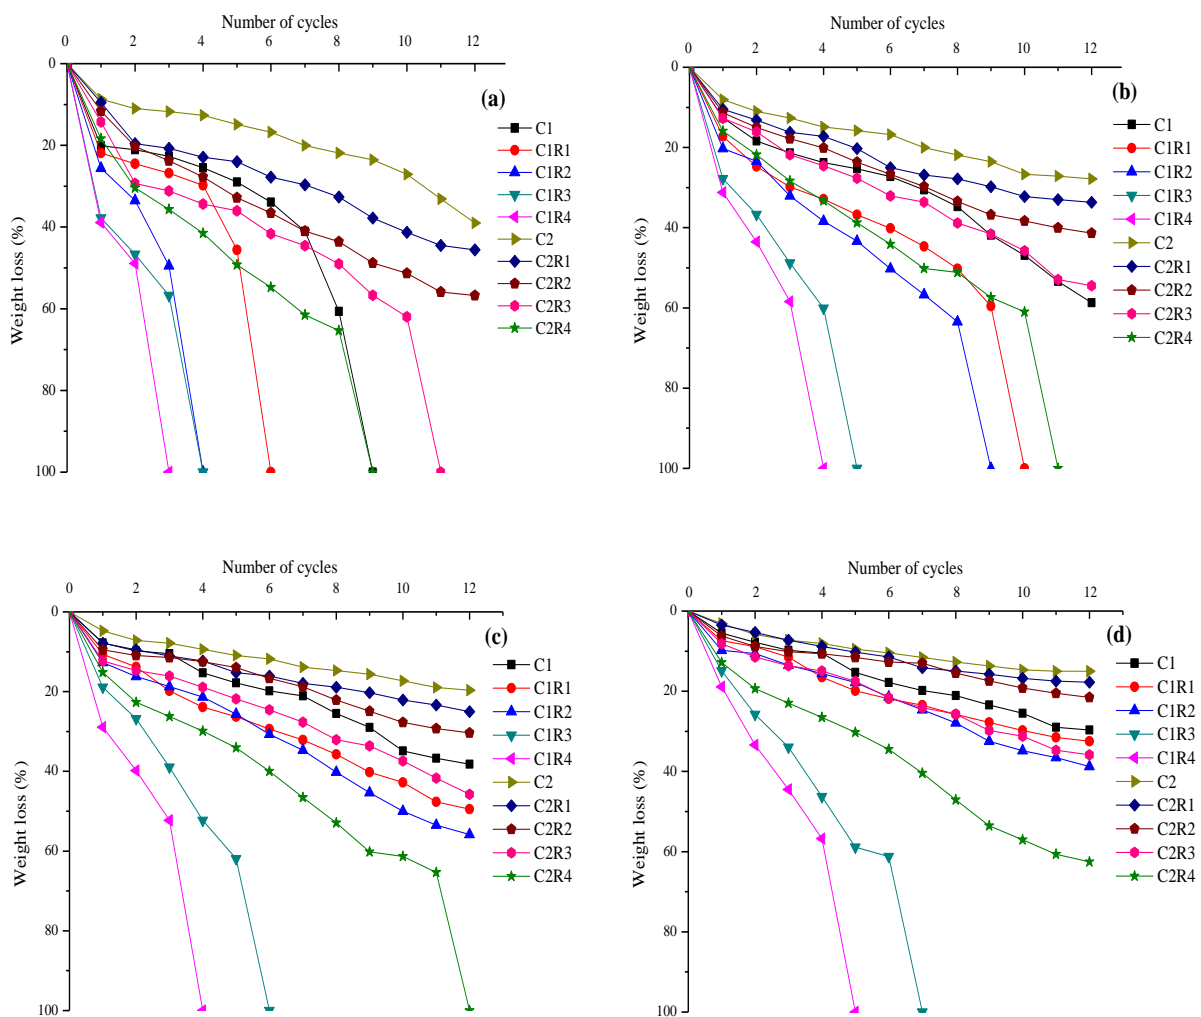 Number of cycles
0 2 4 6 8 10 12
0
20
40
60
80
100
Weight loss (%)
(a)
C1
C1R1
C1R2
C1R3
C1R4
C2
C2R1
C2R2
C2R3
C2R4
Number of cycles
0 2 4 6 8 10 12
0
20
40
60
80
100
Weight loss (%)
(b)
C1
C1R1
C1R2
C1R3
C1R4
C2
C2R1
C2R2
C2R3
C2R4
Number of cycles
0 2 4 6 8 10 12
0
20
40
60
80
100
Weight loss (%)
(c)
C1
C1R1
C1R2
C1R3
C1R4
C2
C2R1
C2R2
C2R3
C2R4
Number of cycles
0 2 4 6 8 10 12
0
20
40
60
80
100
Weight loss (%)
(d)
C1
C1R1
C1R2
C1R3
C1R4
C2
C2R1
C2R2
C2R3
C2R4